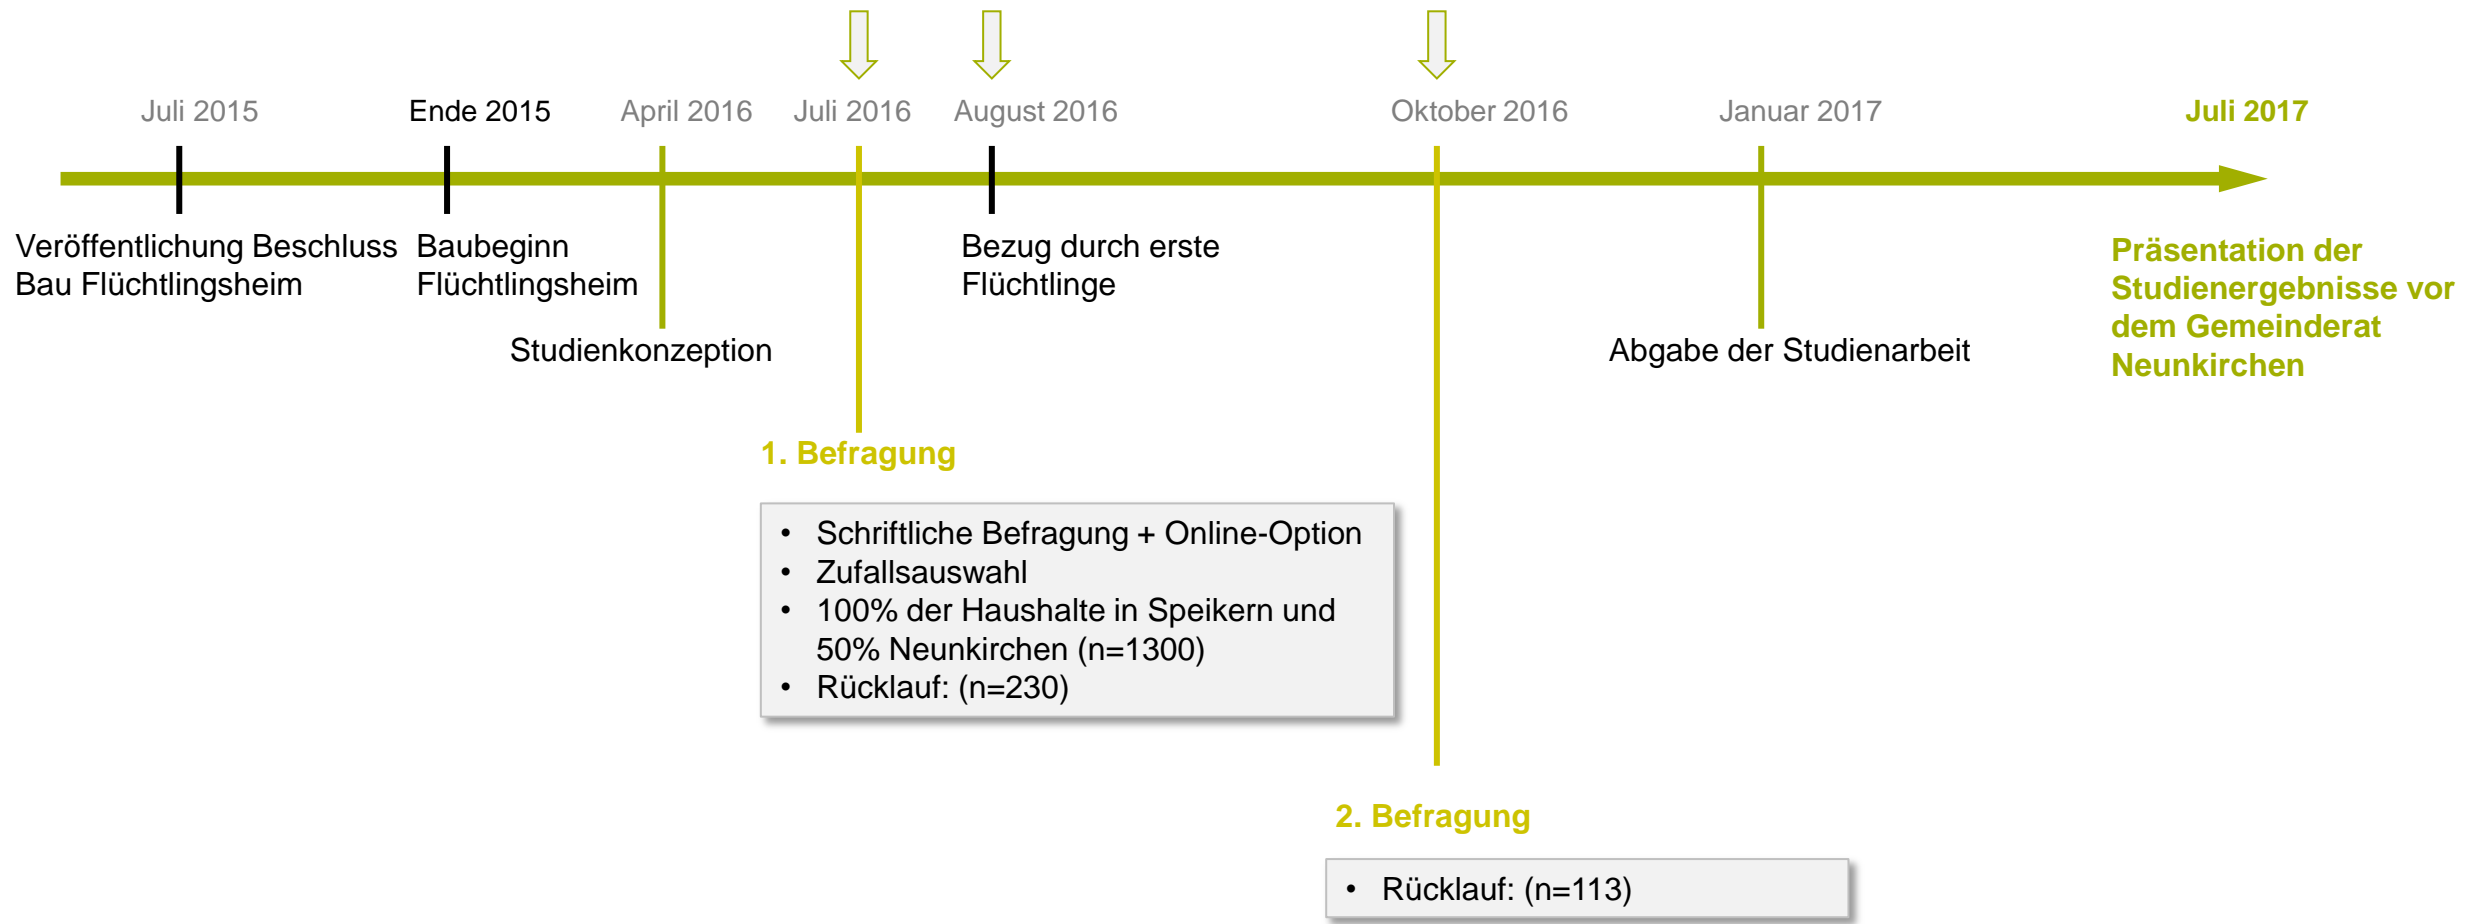 Juli 2015
Ende 2015
April 2016
Juli 2016
August 2016
Oktober 2016
Januar 2017
Juli 2017
Veröffentlichung Beschluss
Bau Flüchtlingsheim
Baubeginn
Flüchtlingsheim
Studienkonzeption
Bezug durch erste
Flüchtlinge
Abgabe der Studienarbeit
Präsentation der
Studienergebnisse vor
dem Gemeinderat
Neunkirchen
1. Befragung
• Schriftliche Befragung + Online-Option
• Zufallsauswahl
• 100% der Haushalte in Speikern und
50% Neunkirchen (n=1300)
• Rücklauf: (n=230)
2. Befragung
• Rücklauf: (n=113)